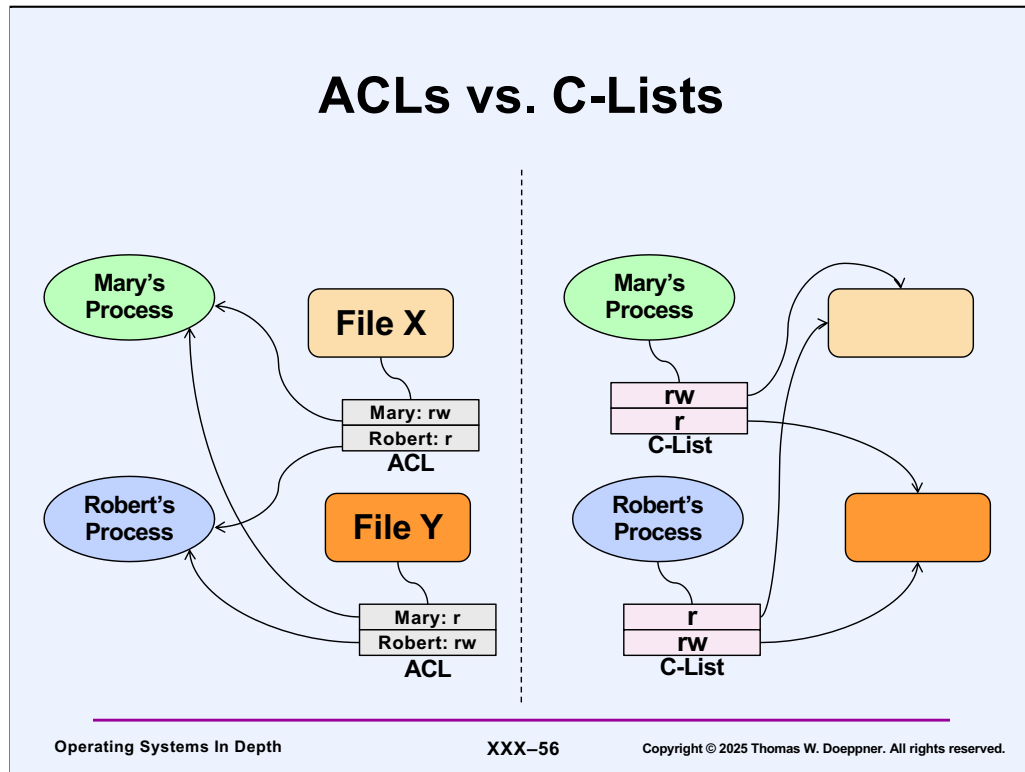 ACLs vs. C-Lists
Mary's
Process
File X
Mary: rw
Robert: r
ACL
Robert's
Process
File Y
Mary: r
Robert: rw
ACL
Mary's
Process
rw
r
C-List
Robert's
Process
r
rw
C-List
Operating Systems In Depth
XXX–56
Copyright © 2025 Thomas W. Doeppner. All rights reserved.